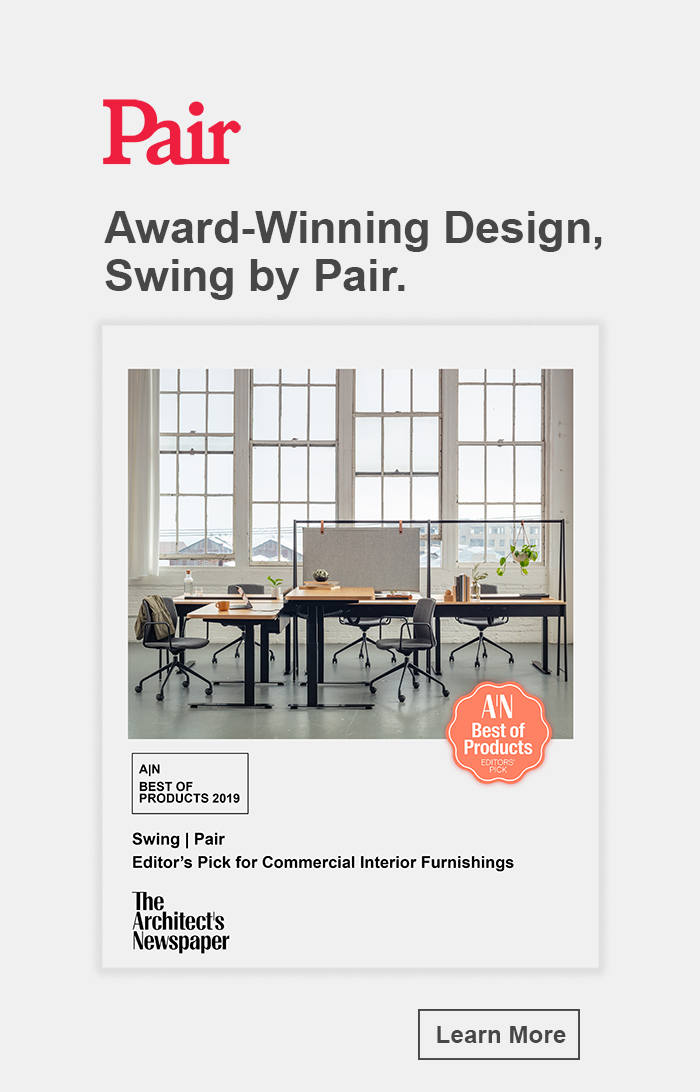 Pair
Award-Winning Design,
Swing by Pair.
A|N
Best of
Products
EDITORS'
PICK
A|N
BEST OF
PRODUCTS 2019
Swing | Pair
Editor’s Pick for Commercial Interior Furnishings
The
Architect's
Newspaper
Learn More